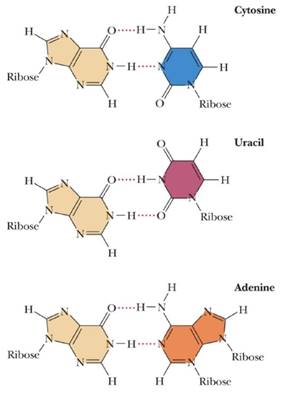 H Cytosine
H N O H–N H
Ribose N N–H N H
N O N
H Ribose
O H Uracil
H N O H–N H
Ribose N N–H O N
N Ribose
H
H Adenine
H N O H–N N H
Ribose N N–H N N Ribose
N N
H H Ribose